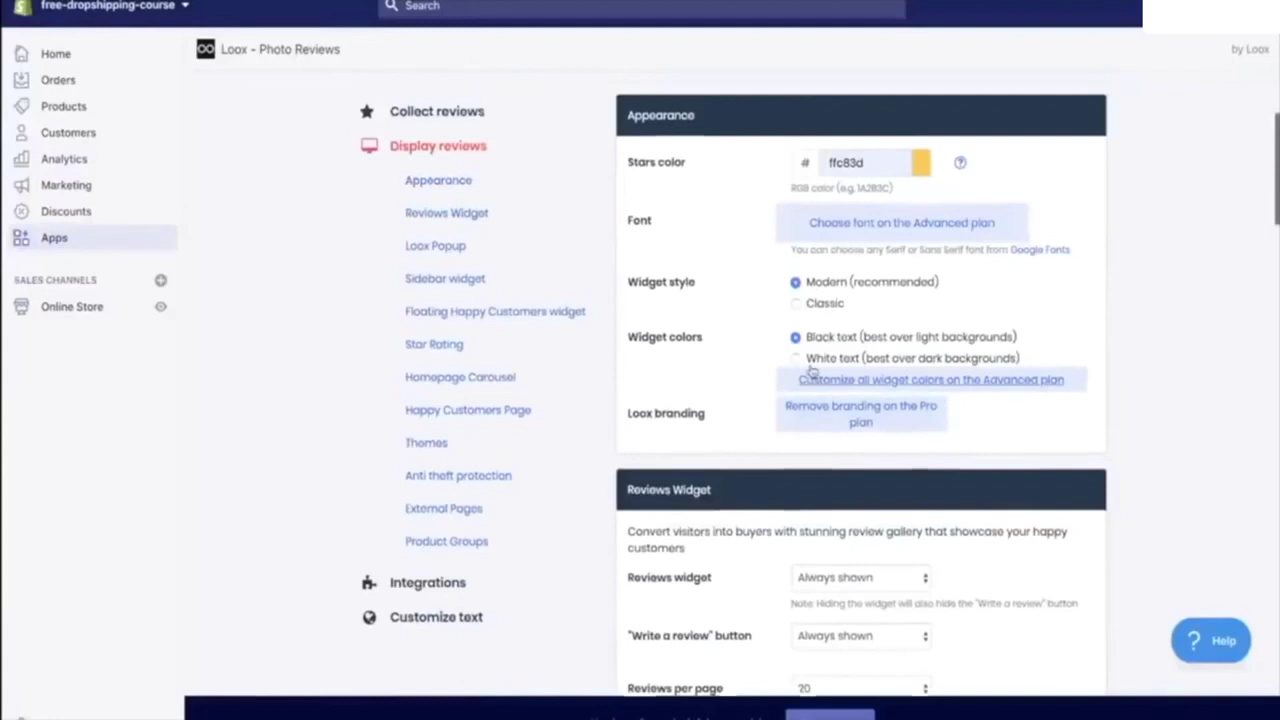 free-dropshipping-course
Search
Home
Orders
Products
Customers
Analytics
Marketing
Discounts
Apps
SALES CHANNELS
Online Store
Loox - Photo Reviews
by Loox
Collect reviews
Display reviews
Appearance
Reviews Widget
Loox Popup
Sidebar widget
Floating Happy Customers widget
Star Rating
Homepage Carousel
Happy Customers Page
Themes
Anti theft protection
External Pages
Product Groups
Integrations
Customize text
Appearance
Stars color
# ffc83d
RGB color (e.g. 1A2B3C)
Font
Choose font on the Advanced plan
You can choose any Serif or Sans Serif font from Google Fonts
Widget style
Modern (recommended)
Classic
Widget colors
Black text (best over light backgrounds)
White text (best over dark backgrounds)
Customize all widget colors on the Advanced plan
Loox branding
Remove branding on the Pro
plan
Reviews Widget
Convert visitors into buyers with stunning review gallery that showcase your happy
customers
Reviews widget
Always shown
Note: Hiding the widget will also hide the "Write a review" button
"Write a review" button
Always shown
Reviews per page
20
? Help